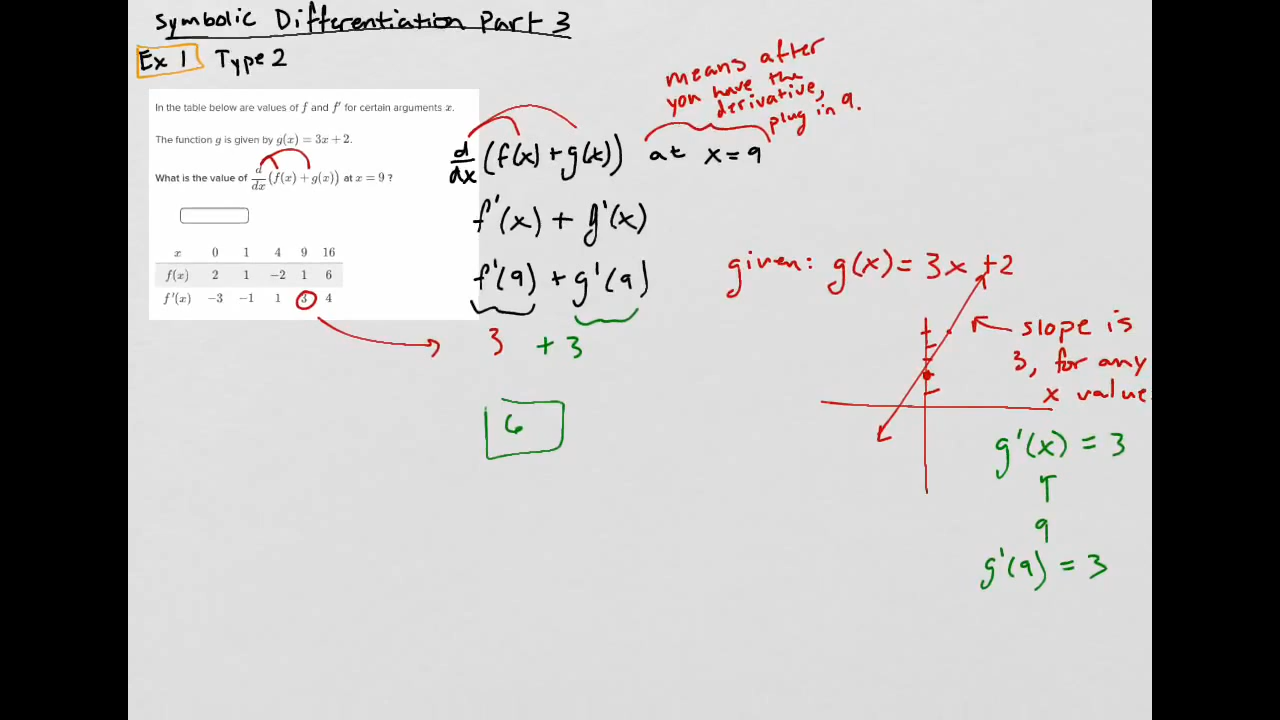 Symbolic Differentiation Part 3
Ex 1 Type 2
In the table below are values of f and f' for certain arguments x.
The function g is given by g(x) = 3x + 2.
What is the value of d/dx (f(x) + g(x)) at x = 9 ?
x 0 1 4 9 16
f(x) 2 1 −2 1 6
f'(x) −3 −1 1 3 4
means after
you have the
derivative,
plug in 9.
d/dx (f(x) + g(x)) at x = 9
f'(x) + g'(x)
f'(9) + g'(9)
3 + 3
6
given: g(x) = 3x + 2
slope is
3, for any
x value
g'(x) = 3
↑
9
g'(9) = 3